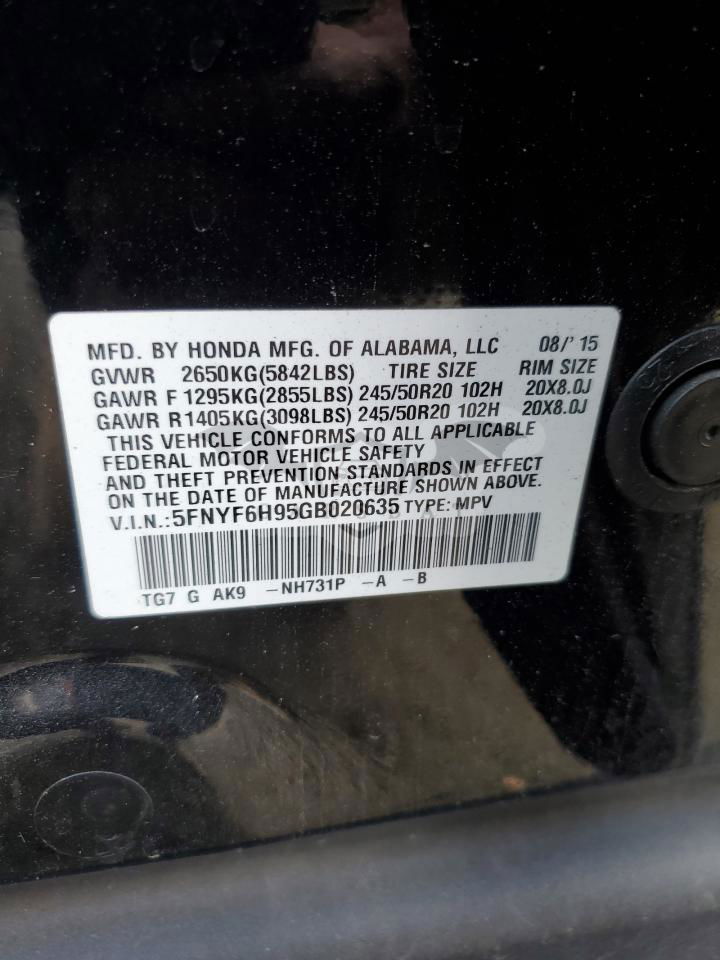 MFD. BY HONDA MFG. OF ALABAMA, LLC 08/'15
GVWR 2650KG(5842LBS) TIRE SIZE RIM SIZE
GAWR F 1295KG(2855LBS) 245/50R20 102H 20X8.0J
GAWR R1405KG(3098LBS) 245/50R20 102H 20X8.0J
THIS VEHICLE CONFORMS TO ALL APPLICABLE
FEDERAL MOTOR VEHICLE SAFETY
AND THEFT PREVENTION STANDARDS IN EFFECT
ON THE DATE OF MANUFACTURE SHOWN ABOVE.
V.I.N.:5FNYF6H95GB020635 TYPE: MPV
TG7 G AK9 -NH731P -A -B